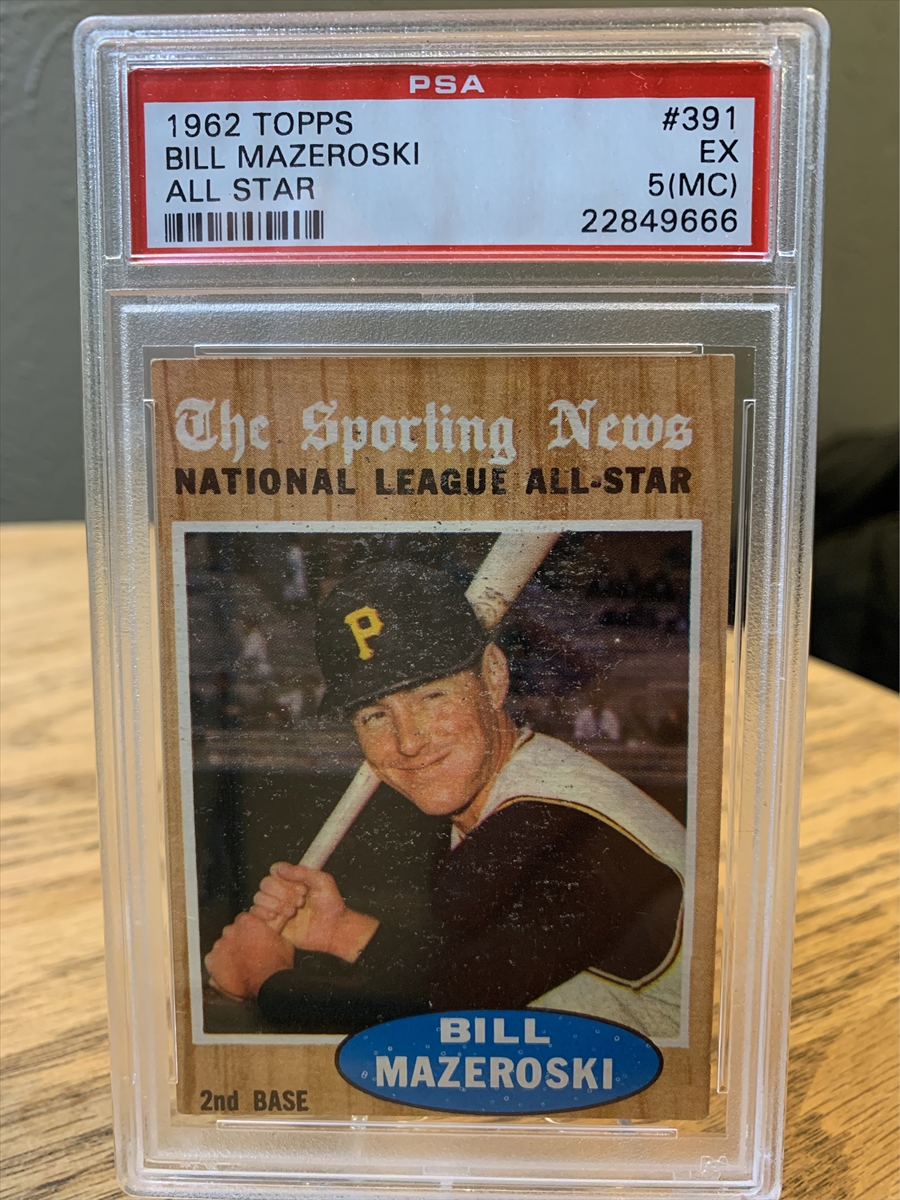 PSA
1962 TOPPS #391
BILL MAZEROSKI EX
ALL STAR 5(MC)
22849666
The Sporting News
NATIONAL LEAGUE ALL-STAR
P
BILL
MAZEROSKI
2nd BASE